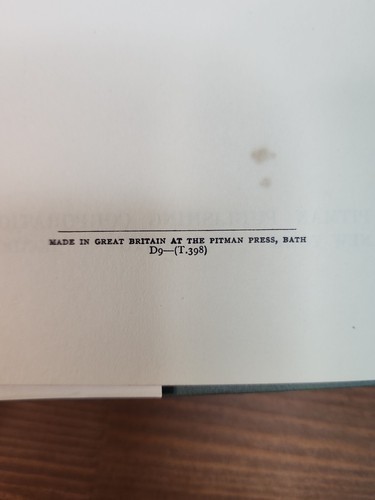 MADE IN GREAT BRITAIN AT THE PITMAN PRESS, BATH
D9—(T.398)